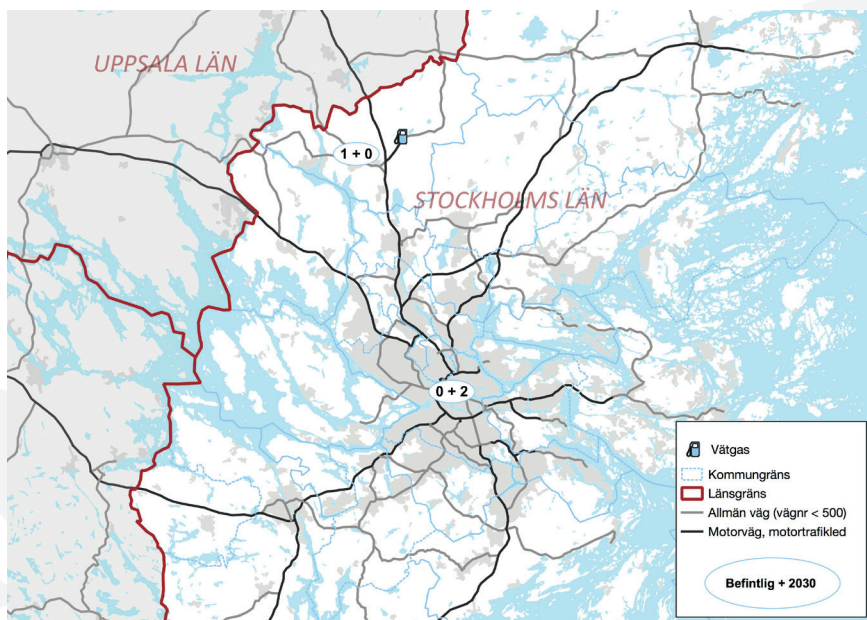 UPPSALA LÄN
1 + 0
STOCKHOLMS LÄN
0 + 2
Vätgas
Kommungräns
Länsgräns
Allmän väg (vägnr < 500)
Motorväg, motortrafikled
Befintlig + 2030